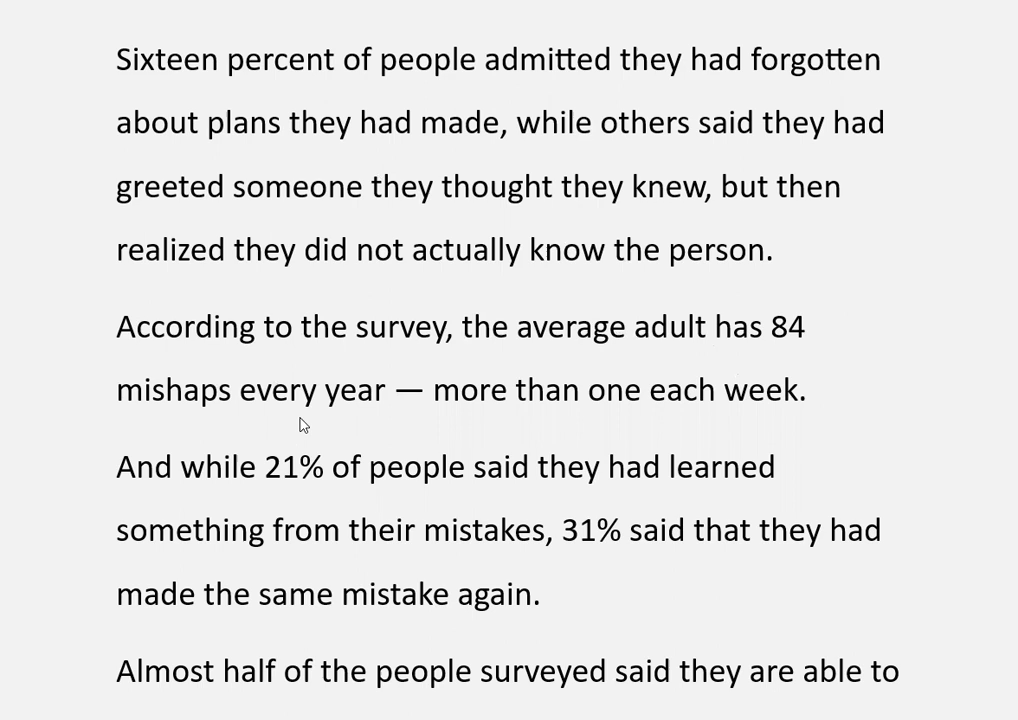 Sixteen percent of people admitted they had forgotten
about plans they had made, while others said they had
greeted someone they thought they knew, but then
realized they did not actually know the person.
According to the survey, the average adult has 84
mishaps every year — more than one each week.
And while 21% of people said they had learned
something from their mistakes, 31% said that they had
made the same mistake again.
Almost half of the people surveyed said they are able to